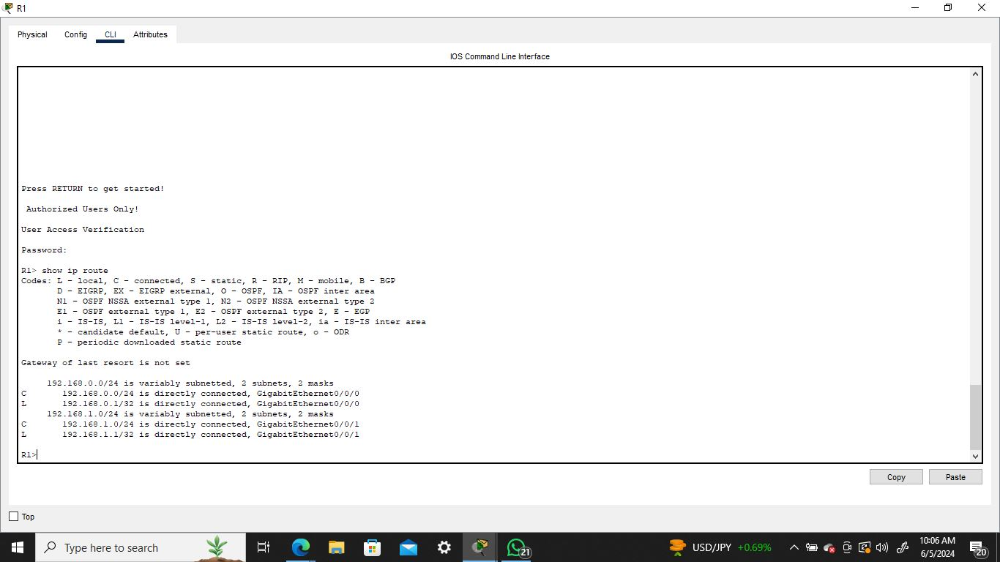 R1
Physical Config CLI Attributes
IOS Command Line Interface
Press RETURN to get started!
Authorized Users Only!
User Access Verification
Password:
R1> show ip route
Codes: L - local, C - connected, S - static, R - RIP, M - mobile, B - BGP
D - EIGRP, EX - EIGRP external, O - OSPF, IA - OSPF inter area
N1 - OSPF NSSA external type 1, N2 - OSPF NSSA external type 2
E1 - OSPF external type 1, E2 - OSPF external type 2, E - EGP
i - IS-IS, L1 - IS-IS level-1, L2 - IS-IS level-2, ia - IS-IS inter area
* - candidate default, U - per-user static route, o - ODR
P - periodic downloaded static route
Gateway of last resort is not set
192.168.0.0/24 is variably subnetted, 2 subnets, 2 masks
C 192.168.0.0/24 is directly connected, GigabitEthernet0/0/0
L 192.168.0.1/32 is directly connected, GigabitEthernet0/0/0
192.168.1.0/24 is variably subnetted, 2 subnets, 2 masks
C 192.168.1.0/24 is directly connected, GigabitEthernet0/0/1
L 192.168.1.1/32 is directly connected, GigabitEthernet0/0/1
R1>
Copy Paste
Top
Type here to search
21
USD/JPY +0.69%
10:06 AM
6/5/2024
20